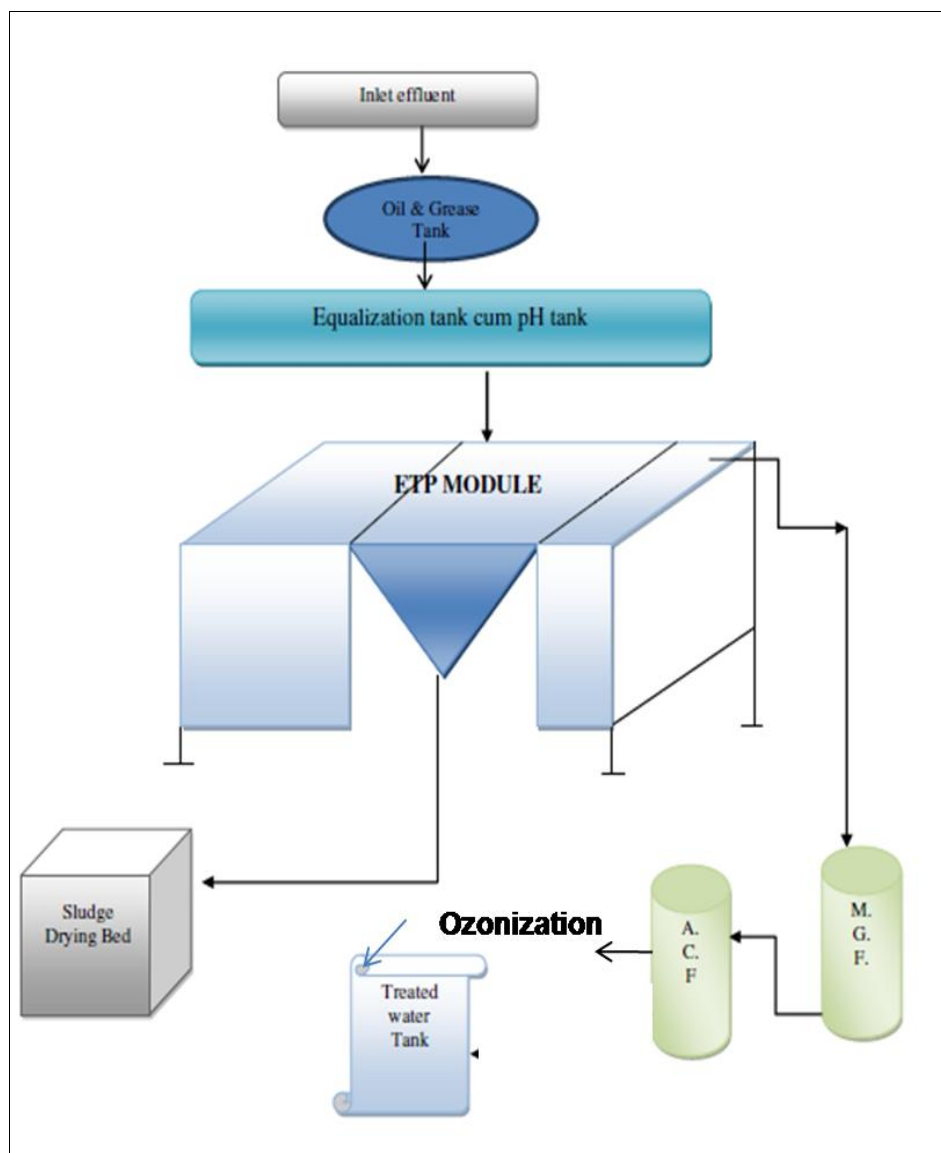 Inlet effluent
Oil & Grease
Tank
Equalization tank cum pH tank
ETP MODULE
Sludge
Drying Bed
Ozonization
Treated
water
Tank
A.
C.
F
M.
G.
F.